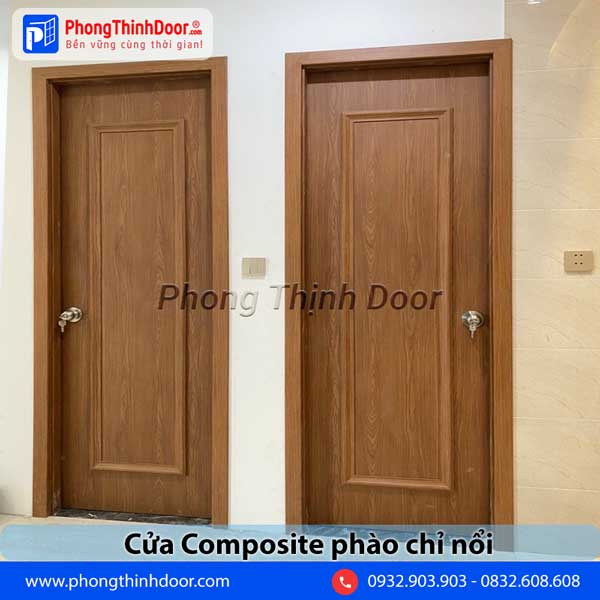 PhongThinhDoor.com
Bền vững cùng thời gian!
Phong Thịnh Door
Cửa Composite phào chỉ nổi
www.phongthinhdoor.com
0932.903.903 - 0832.608.608